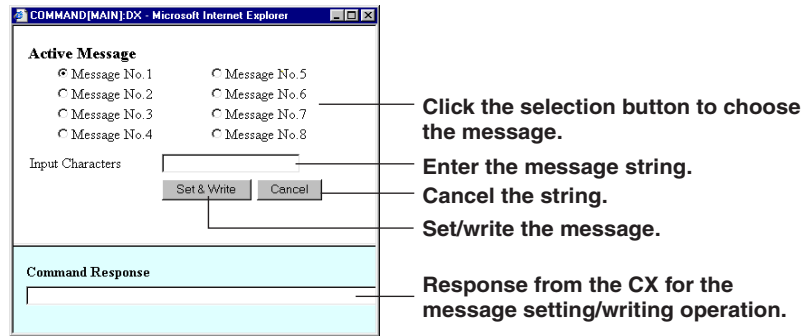 COMMAND[MAIN]:DX - Microsoft Internet Explorer
Active Message
Message No.1 Message No.5
Message No.2 Message No.6
Message No.3 Message No.7
Message No.4 Message No.8
Click the selection button to choose
the message.
Input Characters
Enter the message string.
Set & Write Cancel
Cancel the string.
Set/write the message.
Command Response
Response from the CX for the
message setting/writing operation.